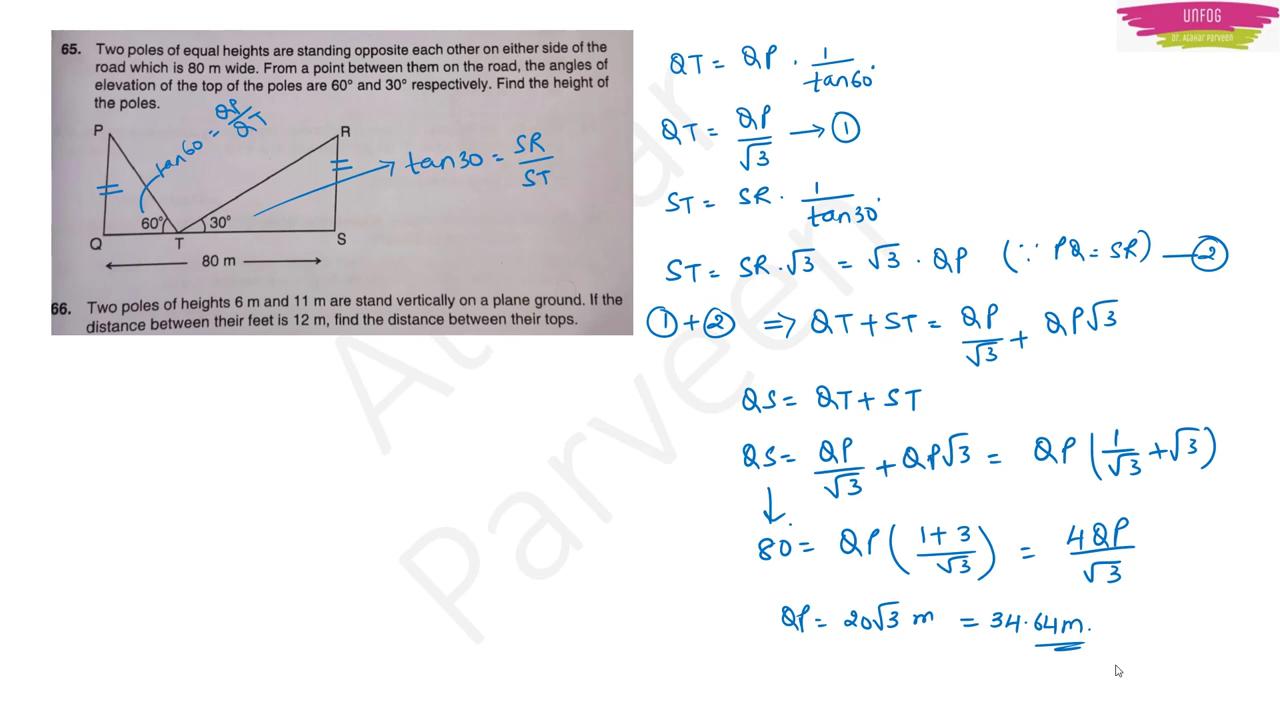 UNFOG
Dr. Atahar Parveen
65. Two poles of equal heights are standing opposite each other on either side of the
road which is 80 m wide. From a point between them on the road, the angles of
elevation of the top of the poles are 60° and 30° respectively. Find the height of
the poles.
P
R
tan60 = QP/QT
tan30 = SR/ST
60°
30°
Q
T
S
80 m
66. Two poles of heights 6 m and 11 m are stand vertically on a plane ground. If the
distance between their feet is 12 m, find the distance between their tops.
QT = QP · 1/tan60°
QT = QP/√3 → ①
ST = SR · 1/tan30°
ST = SR·√3 = √3 · QP (∵ PQ = SR) — ②
① + ② ⇒ QT + ST = QP/√3 + QP√3
QS = QT + ST
QS = QP/√3 + QP√3 = QP (1/√3 + √3)
80 = QP (1+3/√3) = 4QP/√3
QP = 20√3 m = 34.64m.
Atahar
Parveen